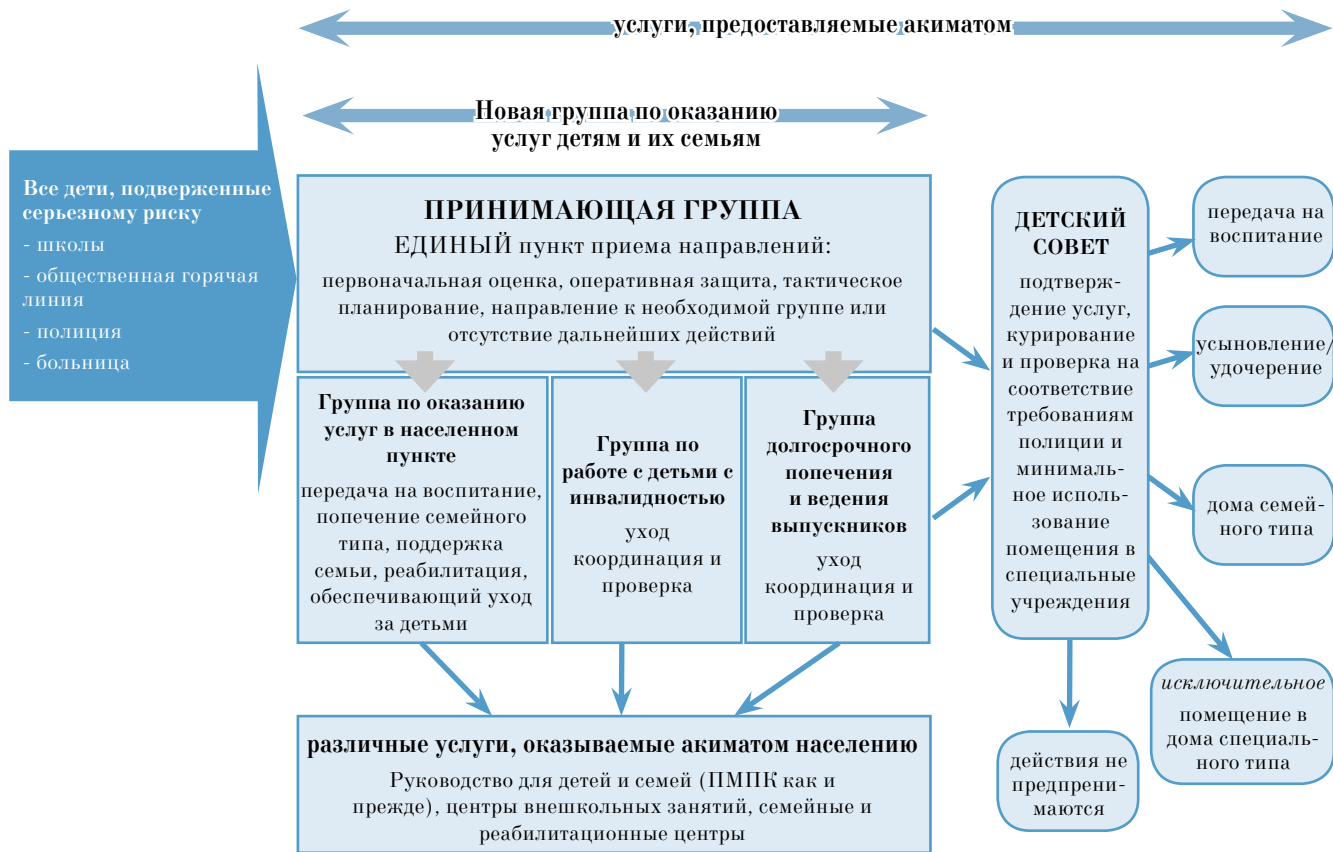 услуги, предоставляемые акиматом
Новая группа по оказанию
услуг детям и их семьям
Все дети, подверженные
серьезному риску
- школы
- общественная горячая
линия
- полиция
- больница
ПРИНИМАЮЩАЯ ГРУППА
ЕДИНЫЙ пункт приема направлений:
первоначальная оценка, оперативная защита, тактическое
планирование, направление к необходимой группе или
отсутствие дальнейших действий
Группа по оказанию
услуг в населенном
пункте
передача на воспитание,
попечение семейного
типа, поддержка
семьи, реабилитация,
обеспечивающий уход
за детьми
Группа по
работе с детьми с
инвалидностью
уход
координация и
проверка
Группа
долгосрочного
попечения
и ведения
выпускников
уход
координация и
проверка
различные услуги, оказываемые акиматом населению
Руководство для детей и семей (ПМПК как и
прежде), центры внешкольных занятий, семейные и
реабилитационные центры
ДЕТСКИЙ
СОВЕТ
подтверж-
дение услуг,
курирование
и проверка на
соответствие
требованиям
полиции и
минималь-
ное исполь-
зование
помещения в
специальные
учреждения
передача на
воспитание
усыновление/
удочерение
дома семей-
ного типа
исключительное
помещение в
дома специаль-
ного типа
действия не
предпрени-
маются